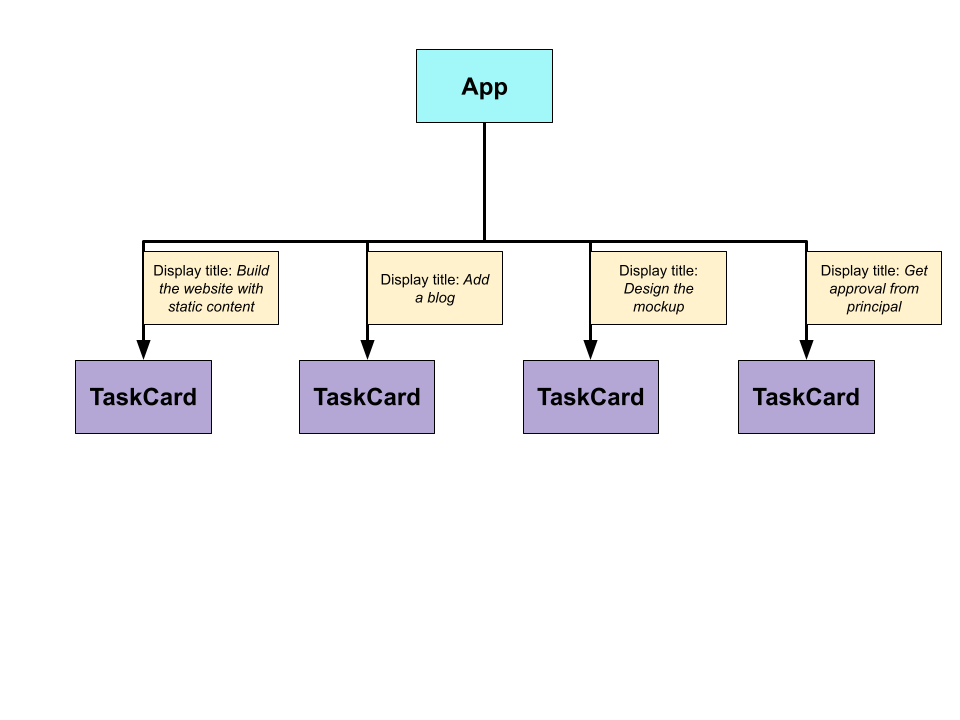 App
Display title: Build
the website with
static content
Display title: Add
a blog
Display title:
Design the
mockup
Display title: Get
approval from
principal
TaskCard
TaskCard
TaskCard
TaskCard